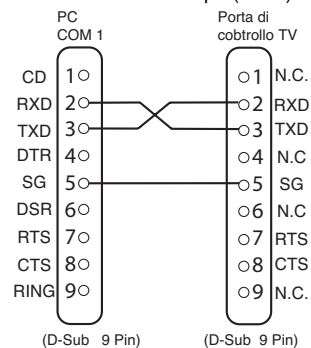 PC
COM 1
Porta di
cobtrollo TV
CD 1 1 N.C.
RXD 2 2 RXD
TXD 3 3 TXD
DTR 4 4 N.C
SG 5 5 SG
DSR 6 6 N.C
RTS 7 7 RTS
CTS 8 8 CTS
RING 9 9 N.C.
(D-Sub 9 Pin) (D-Sub 9 Pin)